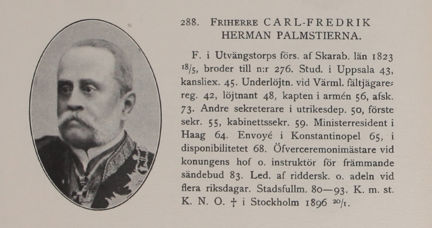 288. FRIHERRE CARL-FREDRIK
HERMAN PALMSTIERNA.
F. i Utvängstorps förs. af Skarab. län 1823
18/5, broder till n:r 276. Stud. i Uppsala 43,
kansliex. 45. Underlöjtn. vid Värml. fältjägare-
reg. 42, löjtnant 48, kapten i armén 56, afsk.
73. Andre sekreterare i utrikesdep. 50, förste
sekr. 55, kabinettssekr. 59. Ministerresident i
Haag 64. Envoyé i Konstantinopel 65, i
disponibilitetet 68. Öfverceremonimästare vid
konungens hof o. instruktör för främmande
sändebud 83. Led. af riddersk. o. adeln vid
flera riksdagar. Stadsfullm. 80—93. K. m. st.
K. N. O. † i Stockholm 1896 20/1.